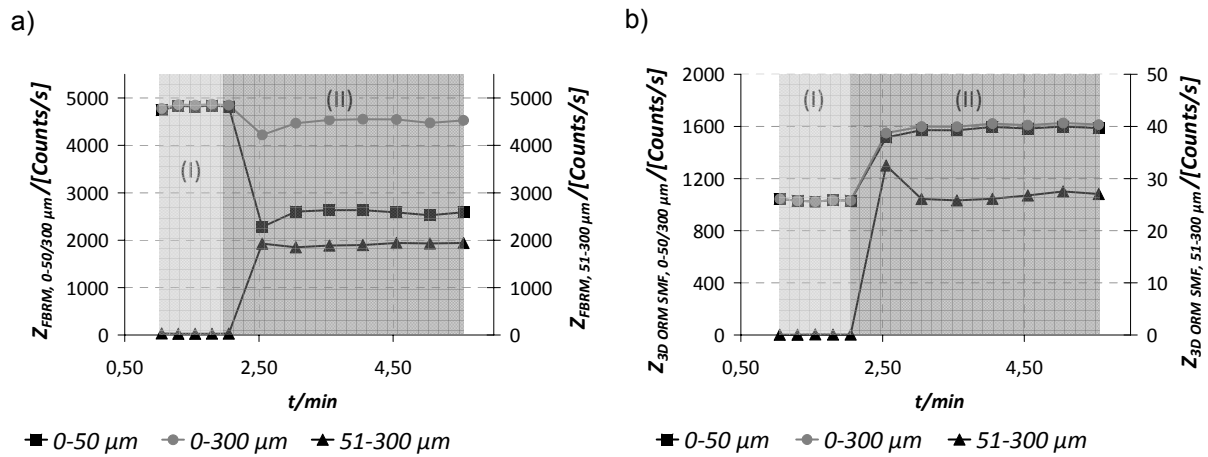 a)
Z FBRM, 0-50/300 µm /[Counts/s]
5000
4000
3000
2000
1000
0
(I)
(II)
5000
4000
3000
2000
1000
0
Z FBRM, 51-300 µm /[Counts/s]
0,50
2,50
4,50
t/min
0-50 µm
0-300 µm
51-300 µm
b)
Z 3D ORM SMF, 0-50/300 µm /[Counts/s]
2000
1600
1200
800
400
0
(I)
(II)
50
40
30
20
10
0
Z 3D ORM SMF, 51-300 µm /[Counts/s]
0,50
2,50
4,50
t/min
0-50 µm
0-300 µm
51-300 µm